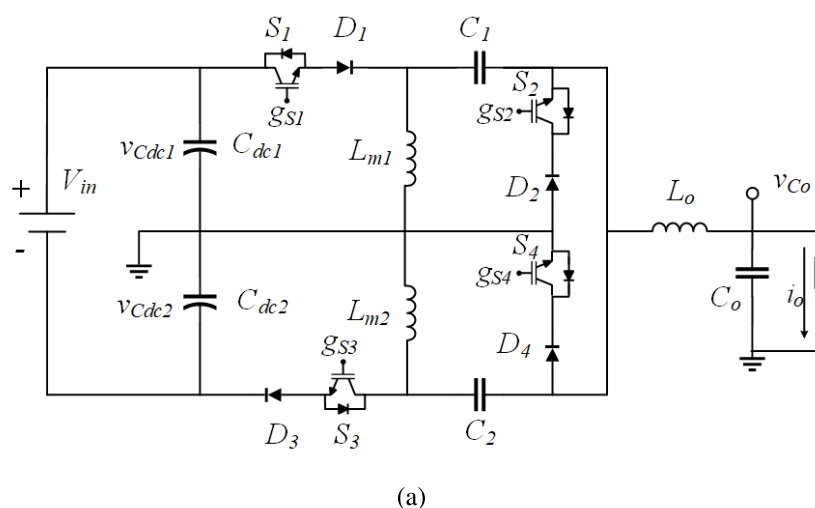 S1 D1 C1
S2
gS1 gS2
vCdc1 Cdc1 Lm1
+ Vin D2 Lo vCo
-
S4
gS4
vCdc2 Cdc2 Lm2 Co io
gS3 D4
D3 S3 C2
(a)